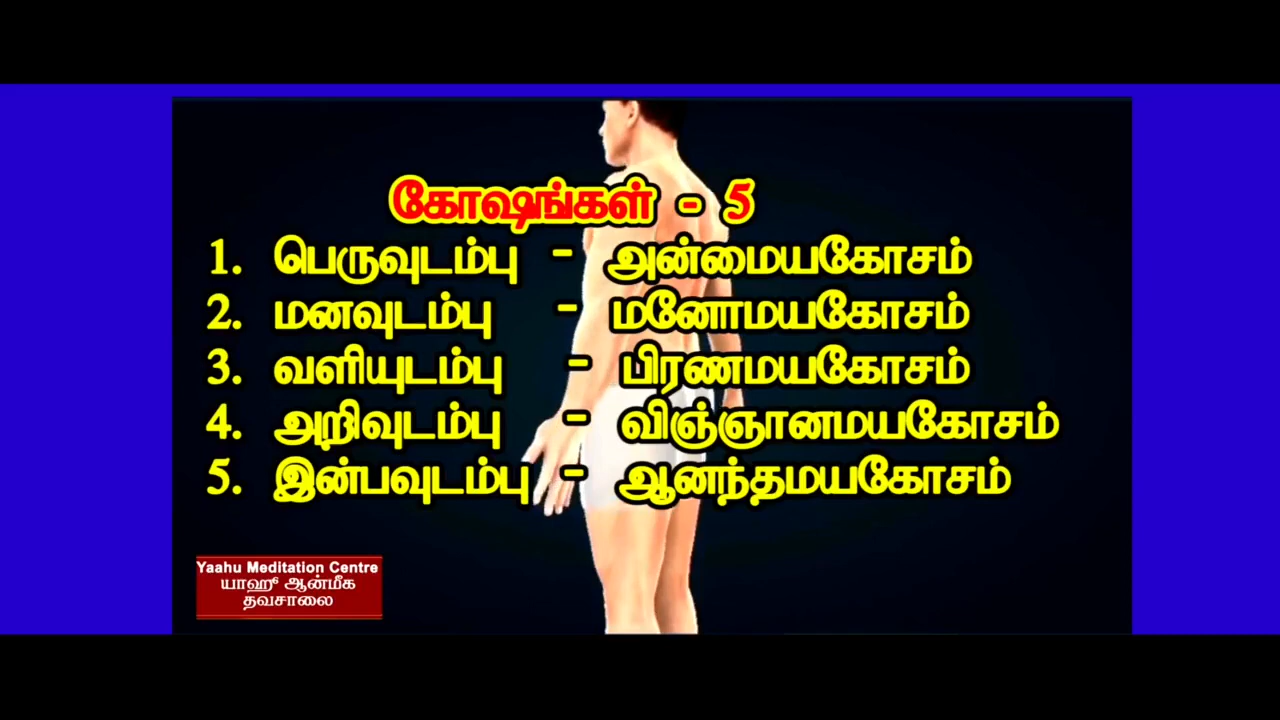 கோஷங்கள் - 5
1. பெருவுடம்பு - அன்மையகோசம்
2. மனவுடம்பு - மனோமயகோசம்
3. வளியுடம்பு - பிரணமயகோசம்
4. அறிவுடம்பு - விஞ்ஞானமயகோசம்
5. இன்பவுடம்பு - ஆனந்தமயகோசம்
Yaahu Meditation Centre
யாஹூ ஆன்மீக
தவசாலை